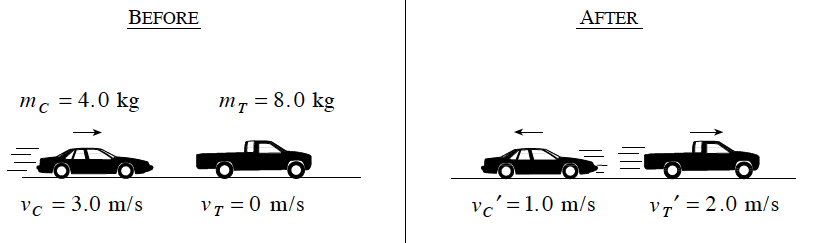 BEFORE
m_C = 4.0 kg
m_T = 8.0 kg
v_C = 3.0 m/s
v_T = 0 m/s
AFTER
v_C′ = 1.0 m/s
v_T′ = 2.0 m/s